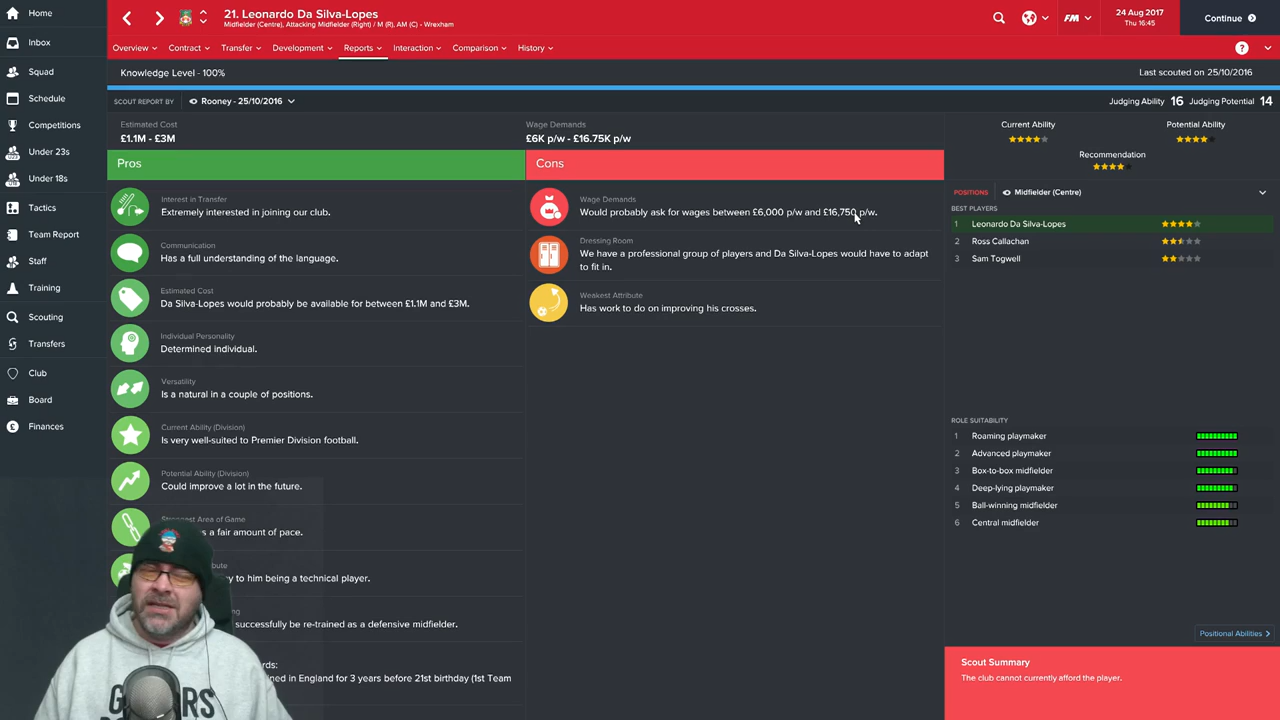 Home
Inbox
Squad
Schedule
Competitions
Under 23s
Under 18s
Tactics
Team Report
Staff
Training
Scouting
Transfers
Club
Board
Finances
21. Leonardo Da Silva-Lopes
Midfielder (Centre), Attacking Midfielder (Right) / M (R), AM (C) - Wrexham
FM
24 Aug 2017
Thu 16:45
Continue
Overview
Contract
Transfer
Development
Reports
Interaction
Comparison
History
?
Knowledge Level - 100%
Last scouted on 25/10/2016
SCOUT REPORT BY Rooney - 25/10/2016
Judging Ability 16 Judging Potential 14
Estimated Cost
£1.1M - £3M
Wage Demands
£6K p/w - £16.75K p/w
Pros
Interest in Transfer
Extremely interested in joining our club.
Communication
Has a full understanding of the language.
Estimated Cost
Da Silva-Lopes would probably be available for between £1.1M and £3M.
Individual Personality
Determined individual.
Versatility
Is a natural in a couple of positions.
Current Ability (Division)
Is very well-suited to Premier Division football.
Potential Ability (Division)
Could improve a lot in the future.
Area of Game
a fair amount of pace.
to him being a technical player.
successfully be re-trained as a defensive midfielder.
in England for 3 years before 21st birthday (1st Team
Cons
Wage Demands
Would probably ask for wages between £6,000 p/w and £16,750 p/w.
Dressing Room
We have a professional group of players and Da Silva-Lopes would have to adapt
to fit in.
Weakest Attribute
Has work to do on improving his crosses.
Current Ability
Potential Ability
Recommendation
POSITIONS Midfielder (Centre)
BEST PLAYERS
1 Leonardo Da Silva-Lopes
2 Ross Callachan
3 Sam Togwell
ROLE SUITABILITY
1 Roaming playmaker
2 Advanced playmaker
3 Box-to-box midfielder
4 Deep-lying playmaker
5 Ball-winning midfielder
6 Central midfielder
Positional Abilities
Scout Summary
The club cannot currently afford the player.